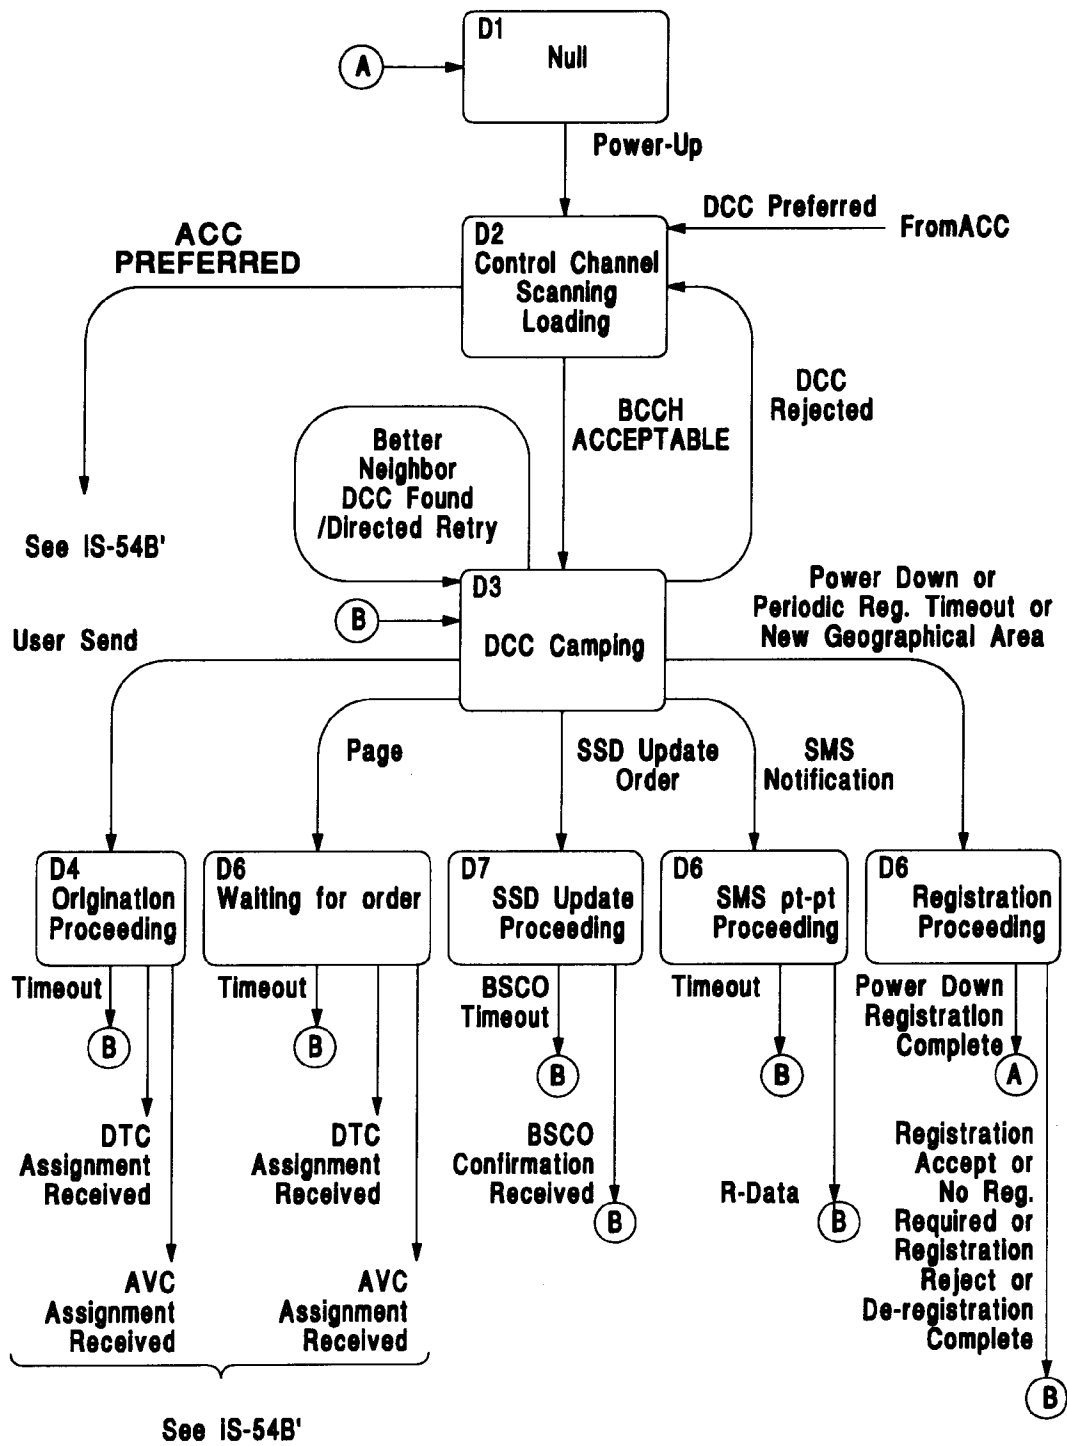 D1
Null
A
Power-Up
DCC Preferred
FromACC
ACC
PREFERRED
D2
Control Channel
Scanning
Loading
DCC
Rejected
BCCH
ACCEPTABLE
Better
Neighbor
DCC Found
/Directed Retry
See IS-54B'
D3
DCC Camping
B
Power Down or
Periodic Reg. Timeout or
New Geographical Area
User Send
Page
SSD Update
Order
SMS
Notification
D4
Origination
Proceeding
D6
Waiting for order
D7
SSD Update
Proceeding
D6
SMS pt-pt
Proceeding
D6
Registration
Proceeding
Timeout
B
DTC
Assignment
Received
AVC
Assignment
Received
Timeout
B
DTC
Assignment
Received
AVC
Assignment
Received
See IS-54B'
BSCO
Timeout
B
BSCO
Confirmation
Received
B
Timeout
B
R-Data
B
Power Down
Registration
Complete
A
Registration
Accept or
No Reg.
Required or
Registration
Reject or
De-registration
Complete
B